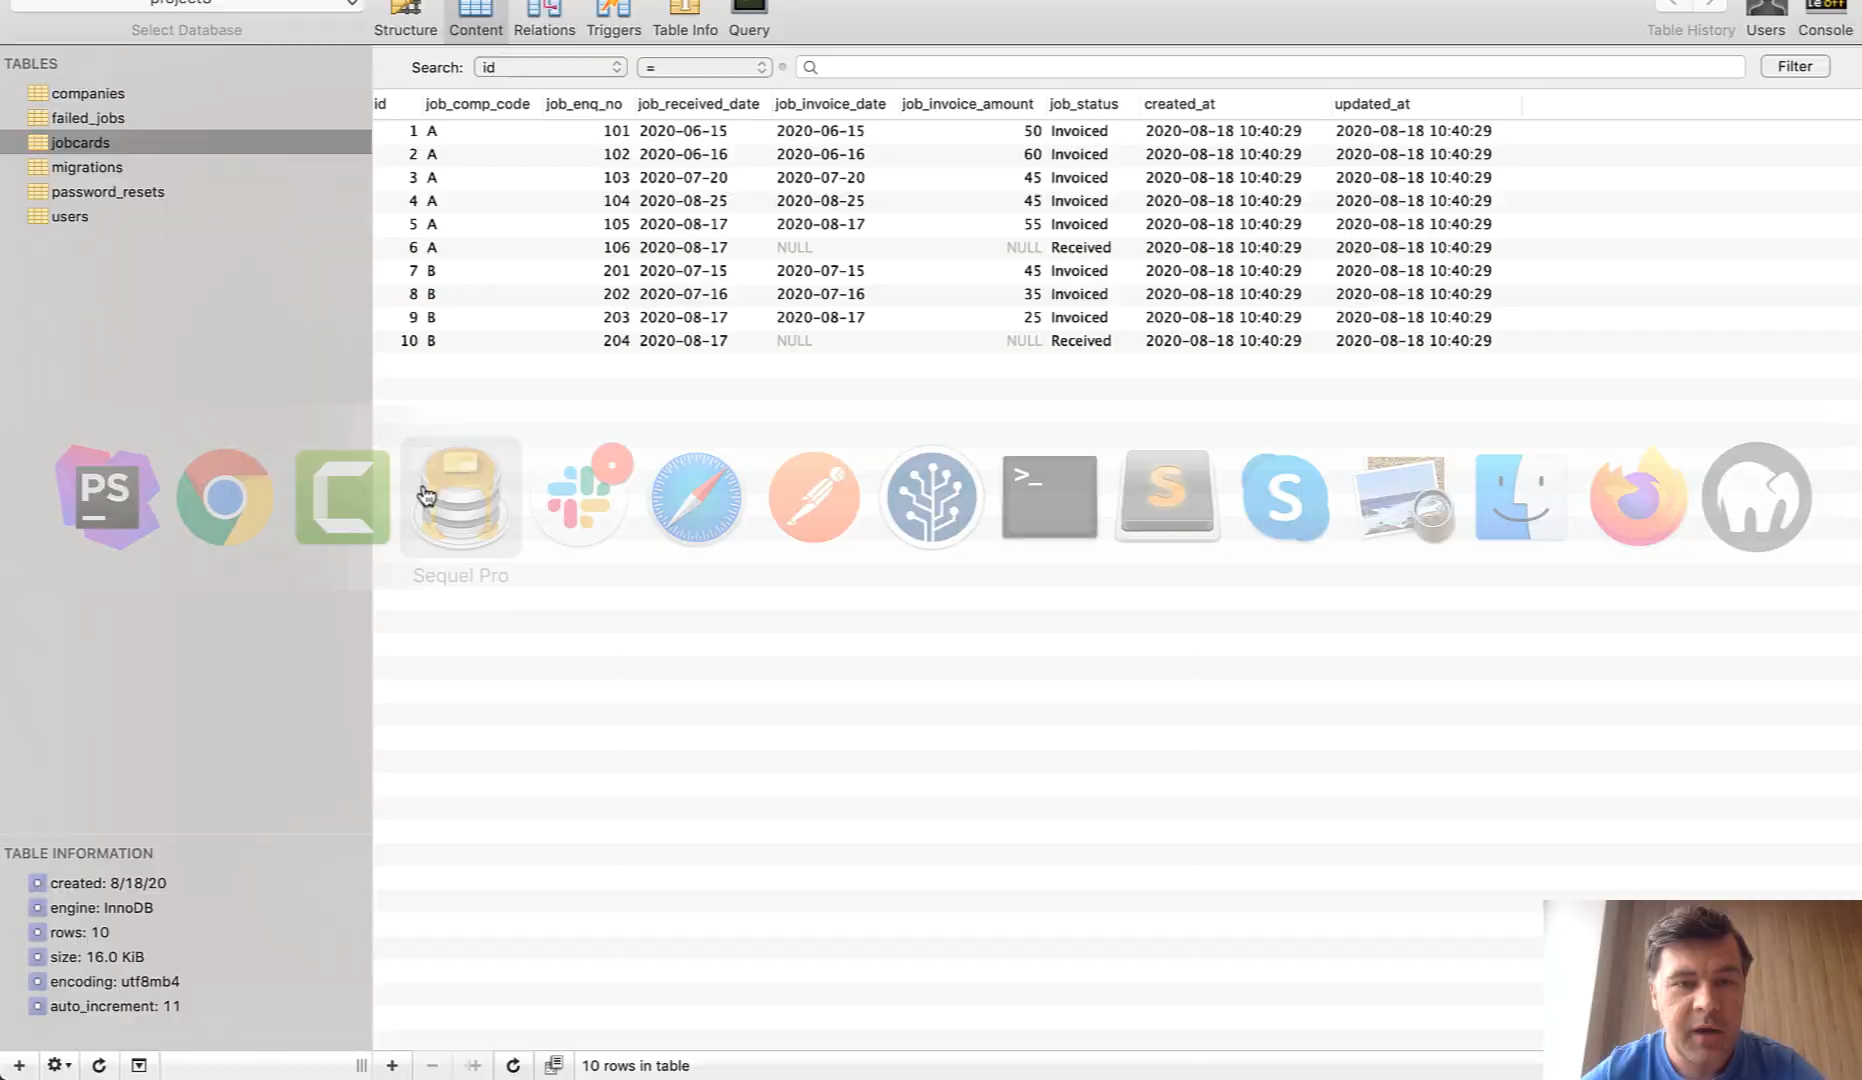 Select Database
Structure Content Relations Triggers Table Info Query
Table History Users Console
TABLES
companies
failed_jobs
jobcards
migrations
password_resets
users
Search: id = Filter
id job_comp_code job_enq_no job_received_date job_invoice_date job_invoice_amount job_status created_at updated_at
1 A 101 2020-06-15 2020-06-15 50 Invoiced 2020-08-18 10:40:29 2020-08-18 10:40:29
2 A 102 2020-06-16 2020-06-16 60 Invoiced 2020-08-18 10:40:29 2020-08-18 10:40:29
3 A 103 2020-07-20 2020-07-20 45 Invoiced 2020-08-18 10:40:29 2020-08-18 10:40:29
4 A 104 2020-08-25 2020-08-25 45 Invoiced 2020-08-18 10:40:29 2020-08-18 10:40:29
5 A 105 2020-08-17 2020-08-17 55 Invoiced 2020-08-18 10:40:29 2020-08-18 10:40:29
6 A 106 2020-08-17 NULL NULL Received 2020-08-18 10:40:29 2020-08-18 10:40:29
7 B 201 2020-07-15 2020-07-15 45 Invoiced 2020-08-18 10:40:29 2020-08-18 10:40:29
8 B 202 2020-07-16 2020-07-16 35 Invoiced 2020-08-18 10:40:29 2020-08-18 10:40:29
9 B 203 2020-08-17 2020-08-17 25 Invoiced 2020-08-18 10:40:29 2020-08-18 10:40:29
10 B 204 2020-08-17 NULL NULL Received 2020-08-18 10:40:29 2020-08-18 10:40:29
PS
Sequel Pro
TABLE INFORMATION
created: 8/18/20
engine: InnoDB
rows: 10
size: 16.0 KiB
encoding: utf8mb4
auto_increment: 11
10 rows in table